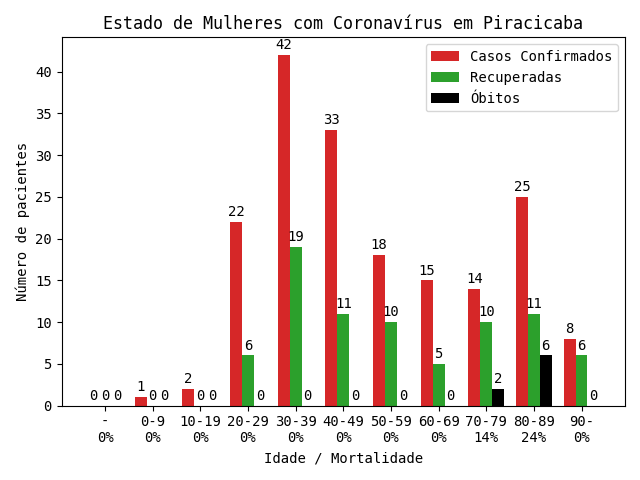 Estado de Mulheres com Coronavírus em Piracicaba
Casos Confirmados
Recuperadas
Óbitos
Número de pacientes
40
35
30
25
20
15
10
5
0
0 0 0
1 0 0
2 0 0
22 6 0
42 19 0
33 11 0
18 10 0
15 5 0
14 10 2
25 11 6
8 6 0
- 0-9 10-19 20-29 30-39 40-49 50-59 60-69 70-79 80-89 90-
0% 0% 0% 0% 0% 0% 0% 0% 14% 24% 0%
Idade / Mortalidade